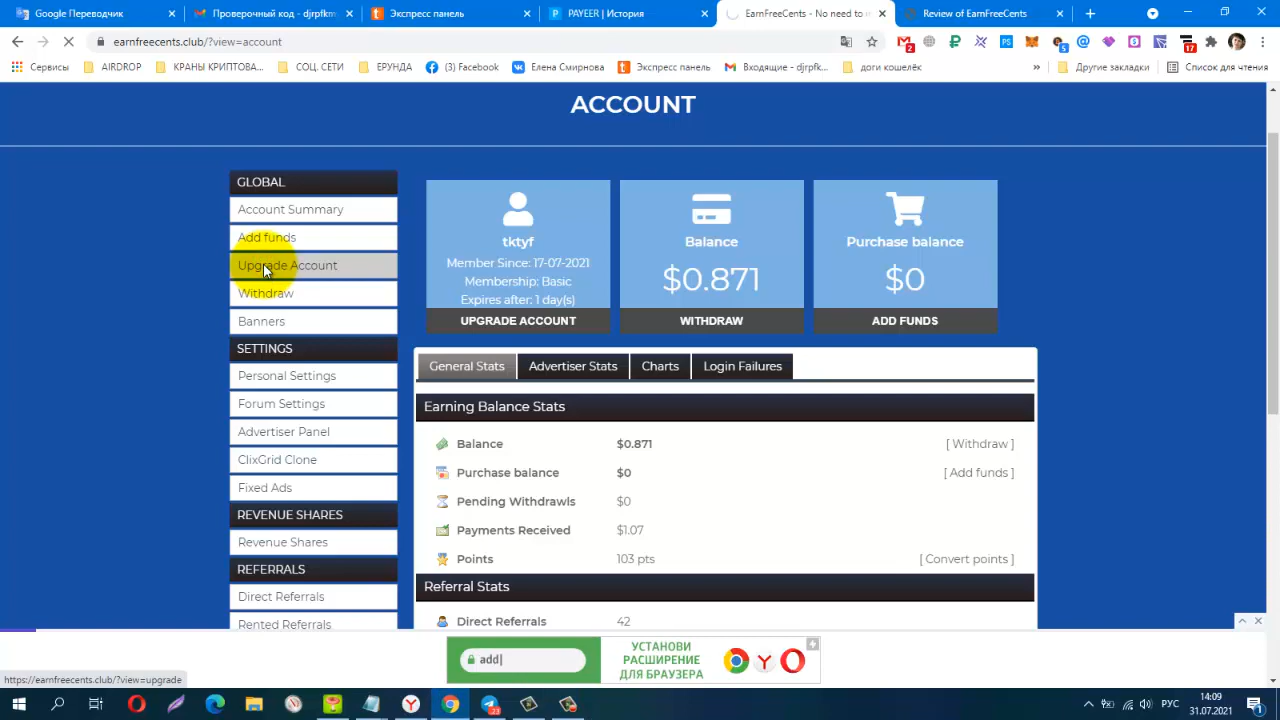 Google Переводчик
Проверочный код - djrpfkm
Экспресс панель
PAYEER | История
EarnFreeCents - No need to m
Review of EarnFreeCents
earnfreecents.club/?view=account
2
5
17
Сервисы
AIRDROP
КРАНЫ КРИПТОВА...
СОЦ. СЕТИ
ЕРУНДА
(3) Facebook
Елена Смирнова
Экспресс панель
Входящие - djrpfk...
доги кошелёк
»
Другие закладки
Список для чтения
ACCOUNT
GLOBAL
Account Summary
Add funds
Upgrade Account
Withdraw
Banners
SETTINGS
Personal Settings
Forum Settings
Advertiser Panel
ClixGrid Clone
Fixed Ads
REVENUE SHARES
Revenue Shares
REFERRALS
Direct Referrals
Rented Referrals
tktyf
Member Since: 17-07-2021
Membership: Basic
Expires after: 1 day(s)
UPGRADE ACCOUNT
Balance
$0.871
WITHDRAW
Purchase balance
$0
ADD FUNDS
General Stats
Advertiser Stats
Charts
Login Failures
Earning Balance Stats
Balance $0.871 [ Withdraw ]
Purchase balance $0 [ Add funds ]
Pending Withdrawls $0
Payments Received $1.07
Points 103 pts [ Convert points ]
Referral Stats
Direct Referrals 42
add
УСТАНОВИ
РАСШИРЕНИЕ
ДЛЯ БРАУЗЕРА
https://earnfreecents.club/?view=upgrade
23
РУС
14:09
31.07.2021
1